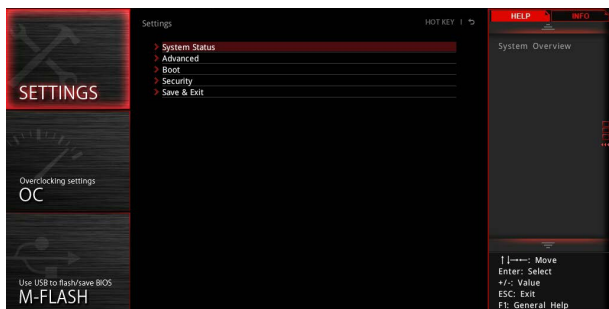 Settings
HOT KEY
HELP
INFO
System Status
Advanced
Boot
Security
Save & Exit
System Overview
SETTINGS
Overclocking settings
OC
Use USB to flash/save BIOS
M-FLASH
↑↓→←: Move
Enter: Select
+/-: Value
ESC: Exit
F1: General Help